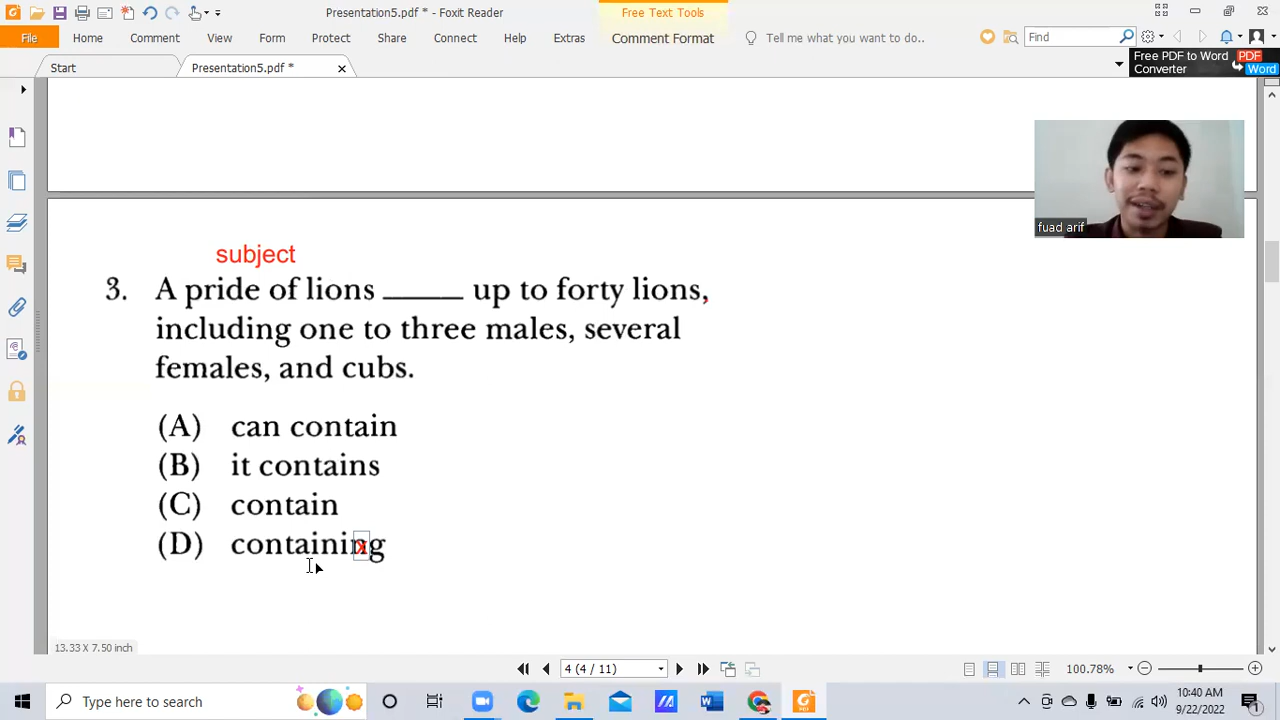 Presentation5.pdf * - Foxit Reader
Free Text Tools
File
Home
Comment
View
Form
Protect
Share
Connect
Help
Extras
Comment Format
Tell me what you want to do..
Find
Start
Presentation5.pdf *
Free PDF to Word
Converter
PDF
Word
fuad arif
subject
3. A pride of lions ______ up to forty lions,
including one to three males, several
females, and cubs.
(A) can contain
(B) it contains
(C) contain
(D) containing
x
13.33 X 7.50 inch
4 (4 / 11)
100.78%
Type here to search
10:40 AM
9/22/2022